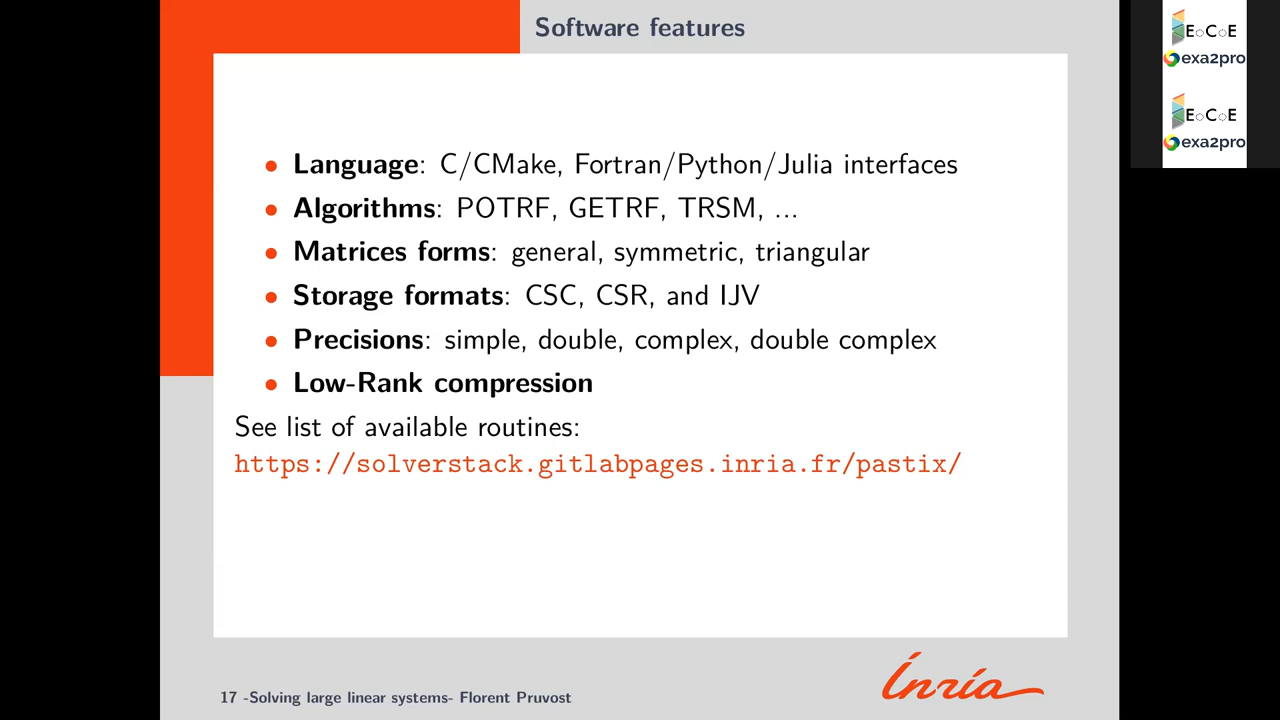 Software features
• Language: C/CMake, Fortran/Python/Julia interfaces
• Algorithms: POTRF, GETRF, TRSM, ...
• Matrices forms: general, symmetric, triangular
• Storage formats: CSC, CSR, and IJV
• Precisions: simple, double, complex, double complex
• Low-Rank compression
See list of available routines:
https://solverstack.gitlabpages.inria.fr/pastix/
17 -Solving large linear systems- Florent Pruvost
Inria
EoCoE
exa2pro
EoCoE
exa2pro